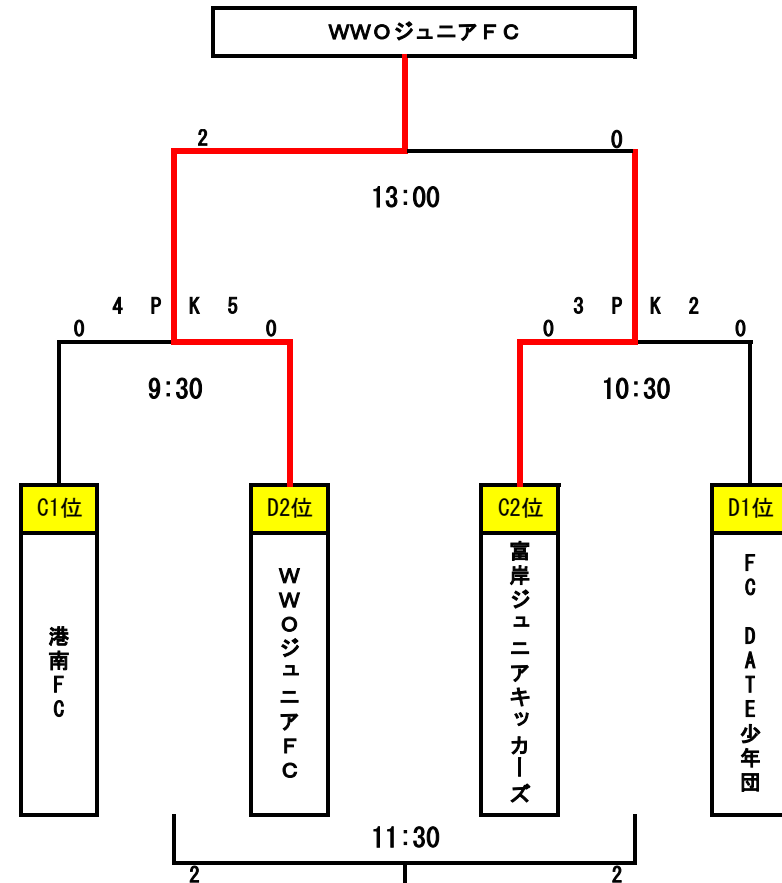 WWOジュニアFC
2 0
13:00
4 PK 5 3 PK 2
0 0 0 0
9:30 10:30
C1位 D2位 C2位 D1位
港南FC
WWOジュニアFC
富岸ジュニアキッカーズ
FC DATE少年団
11:30
2 2